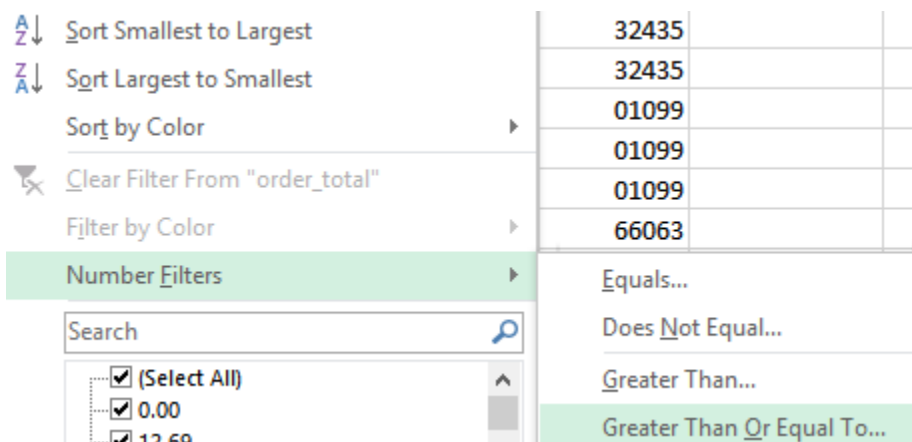 Sort Smallest to Largest
Sort Largest to Smallest
Sort by Color
Clear Filter From "order_total"
Filter by Color
Number Filters
Search
(Select All)
0.00
12.69
32435
32435
01099
01099
01099
66063
Equals...
Does Not Equal...
Greater Than...
Greater Than Or Equal To...